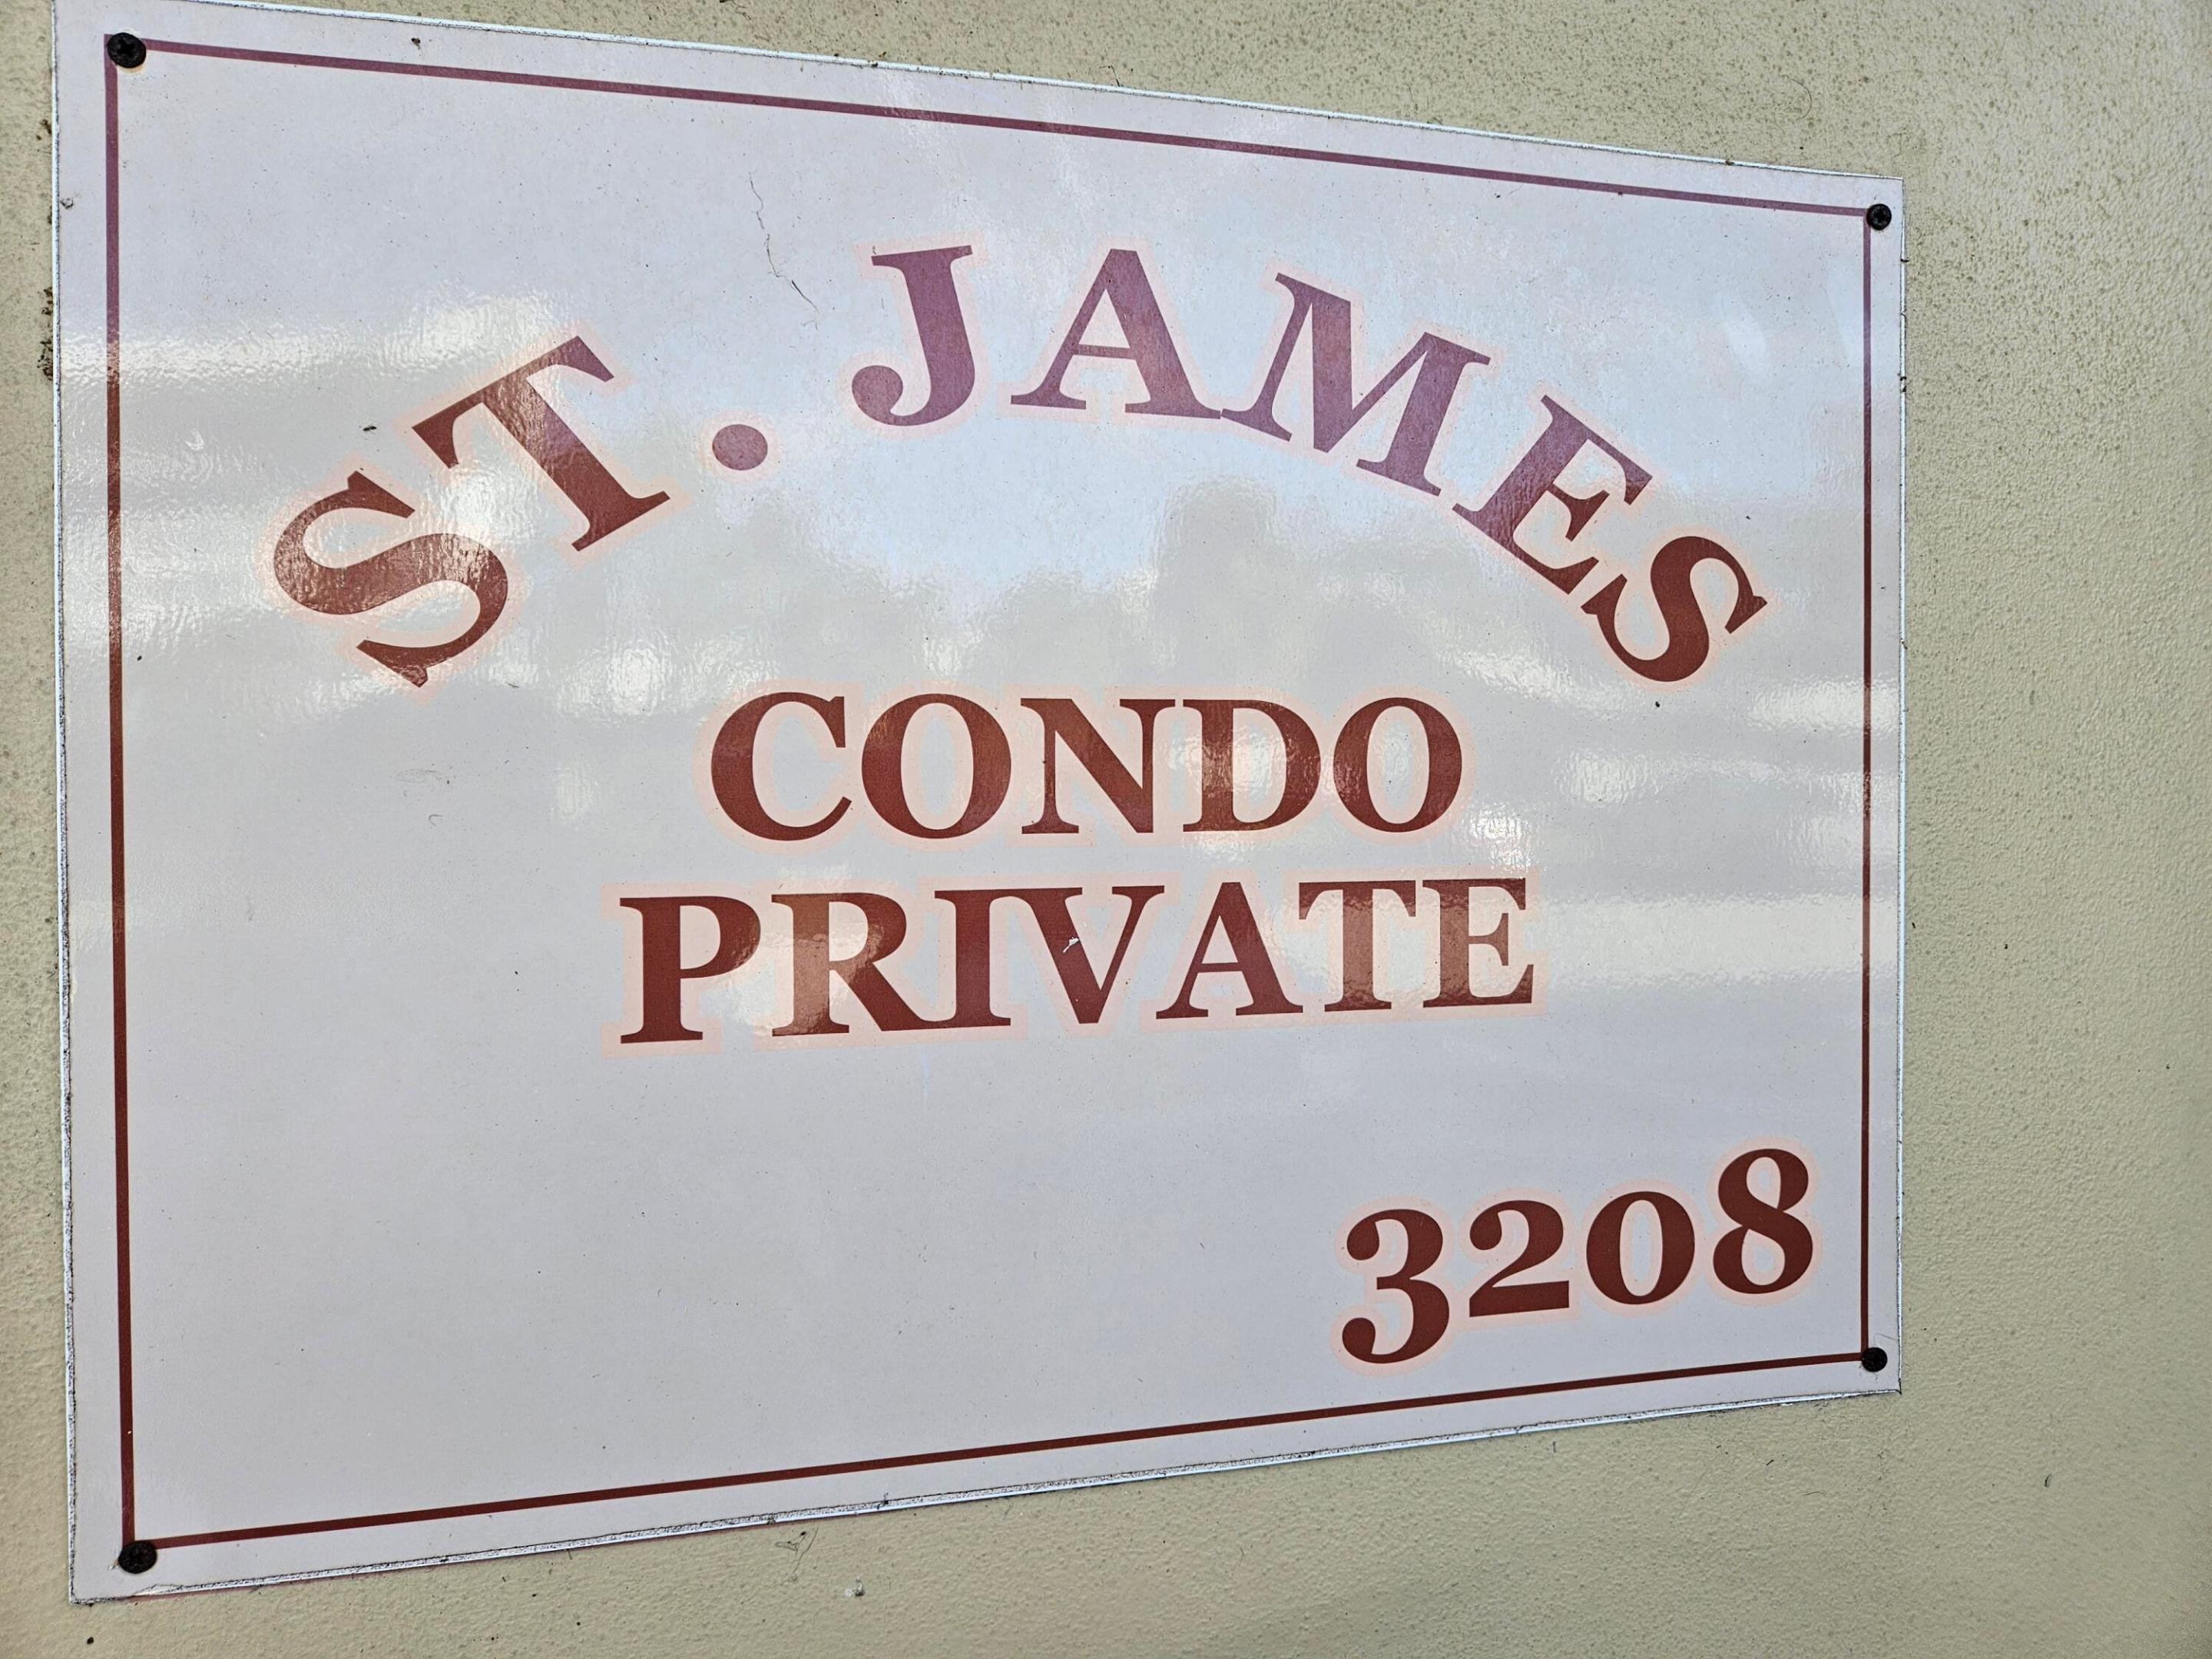 ST. JAMES
CONDO
PRIVATE
3208